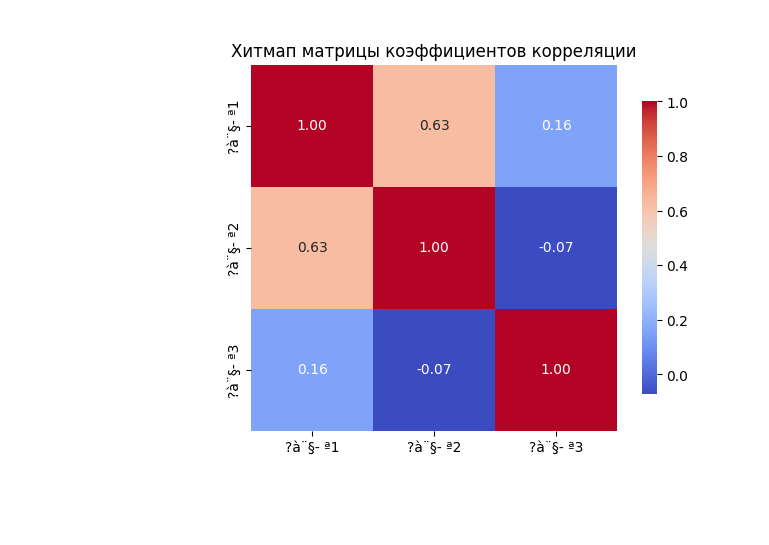 Хитмап матрицы коэффициентов корреляции
?à¨§- ª1
1.00 0.63 0.16
?à¨§- ª2
0.63 1.00 -0.07
?à¨§- ª3
0.16 -0.07 1.00
?à¨§- ª1 ?à¨§- ª2 ?à¨§- ª3
1.0
0.8
0.6
0.4
0.2
0.0